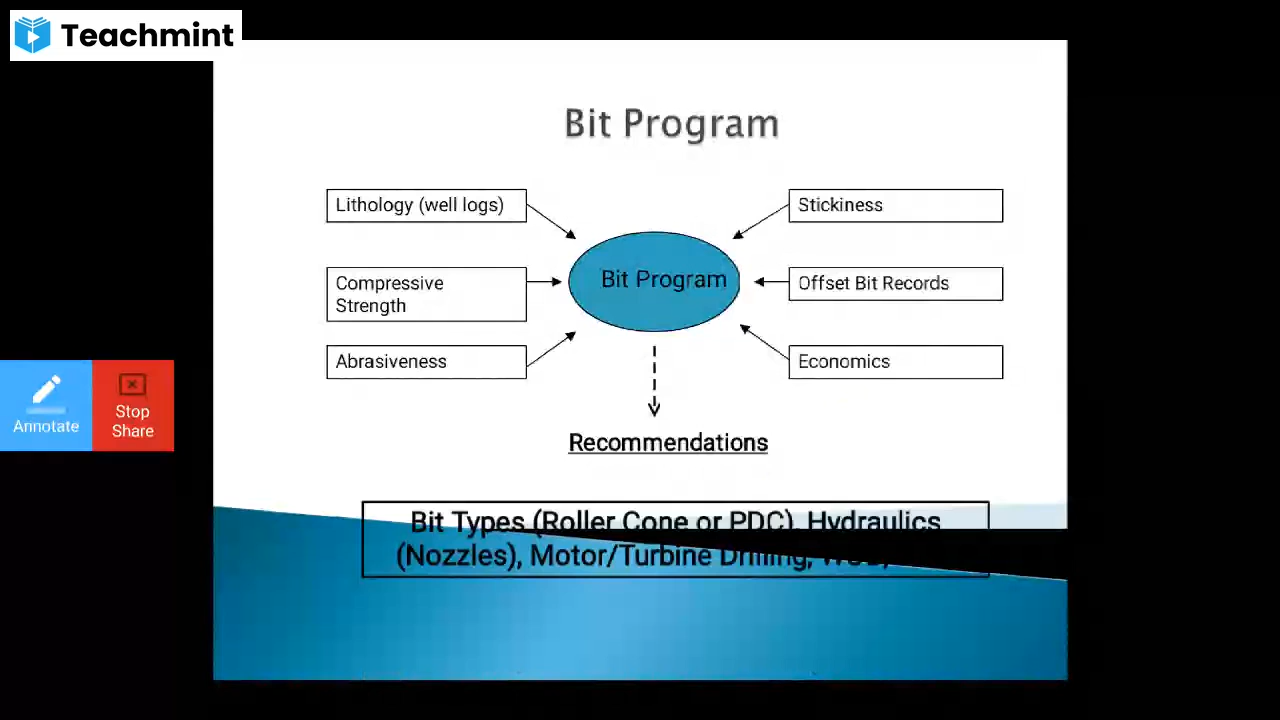 Teachmint
Bit Program
Lithology (well logs)
Stickiness
Bit Program
Compressive
Strength
Offset Bit Records
Abrasiveness
Economics
Annotate
Stop
Share
Recommendations
Bit Types (Roller Cone or PDC), Hydraulics
(Nozzles), Motor/Turbine Drilling,